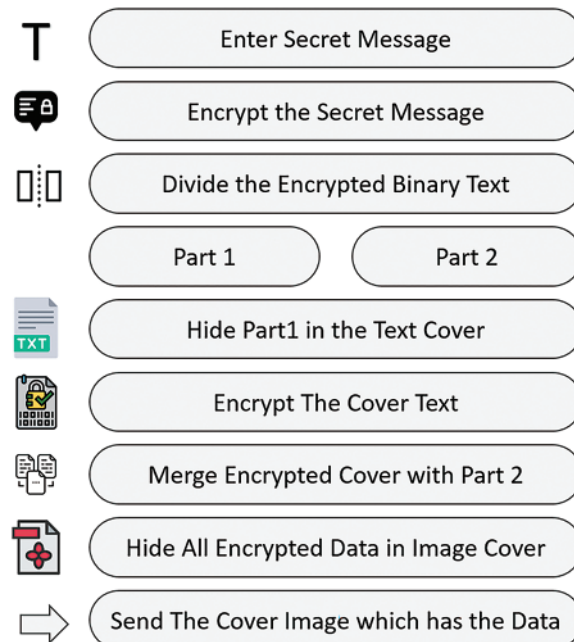 T
Enter Secret Message
Encrypt the Secret Message
Divide the Encrypted Binary Text
Part 1
Part 2
TXT
Hide Part1 in the Text Cover
Encrypt The Cover Text
Merge Encrypted Cover with Part 2
Hide All Encrypted Data in Image Cover
Send The Cover Image which has the Data